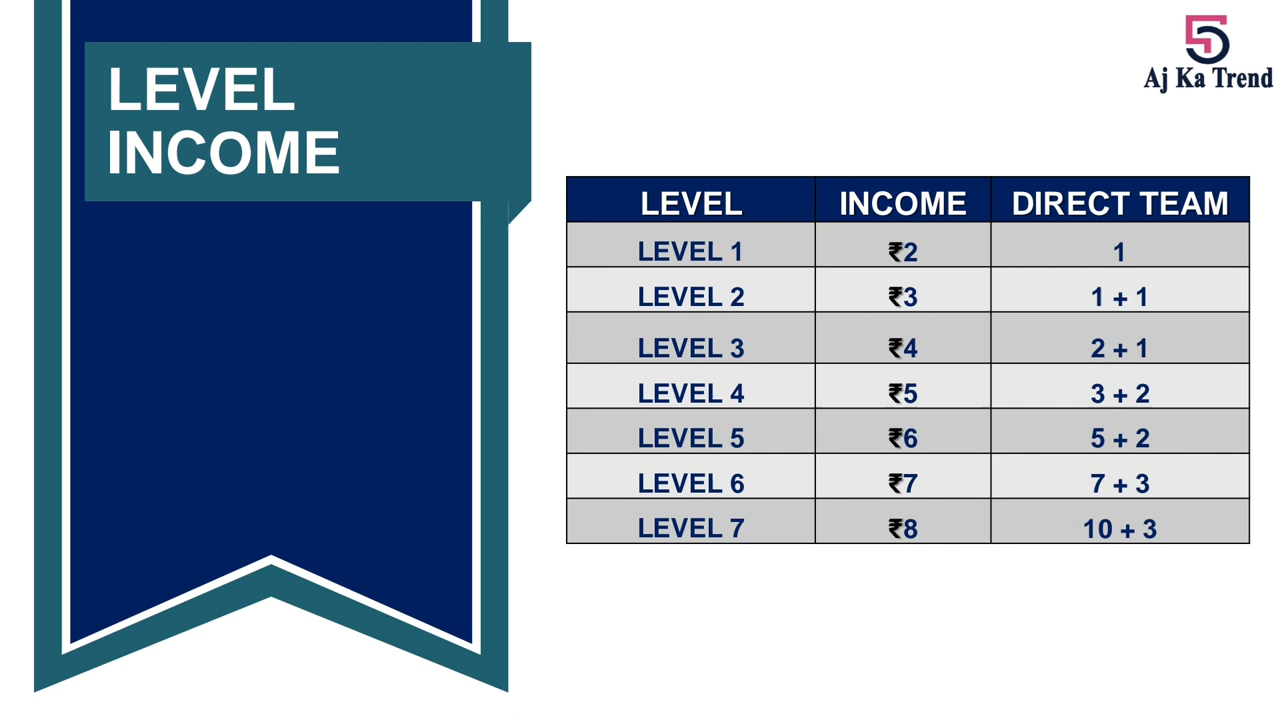 LEVEL
INCOME
Aj Ka Trend
LEVEL INCOME DIRECT TEAM
LEVEL 1 ₹2 1
LEVEL 2 ₹3 1 + 1
LEVEL 3 ₹4 2 + 1
LEVEL 4 ₹5 3 + 2
LEVEL 5 ₹6 5 + 2
LEVEL 6 ₹7 7 + 3
LEVEL 7 ₹8 10 + 3